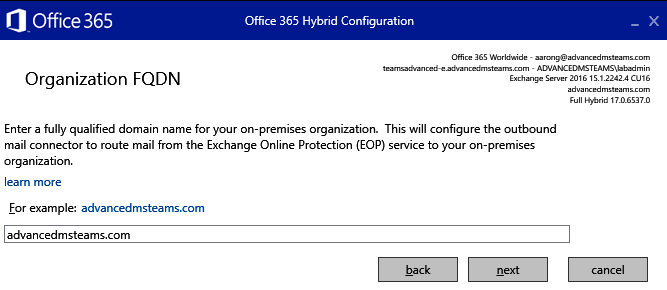 Office 365
Office 365 Hybrid Configuration
Office 365 Worldwide - aarong@advancedmsteams.com
teamsadvanced-e.advancedmsteams.com - ADVANCEDMSTEAMS\labadmin
Exchange Server 2016 15.1.2242.4 CU16
advancedmsteams.com
Full Hybrid 17.0.6537.0
Organization FQDN
Enter a fully qualified domain name for your on-premises organization.  This will configure the outbound
mail connector to route mail from the Exchange Online Protection (EOP) service to your on-premises
organization.
learn more
For example: advancedmsteams.com
advancedmsteams.com
back
next
cancel